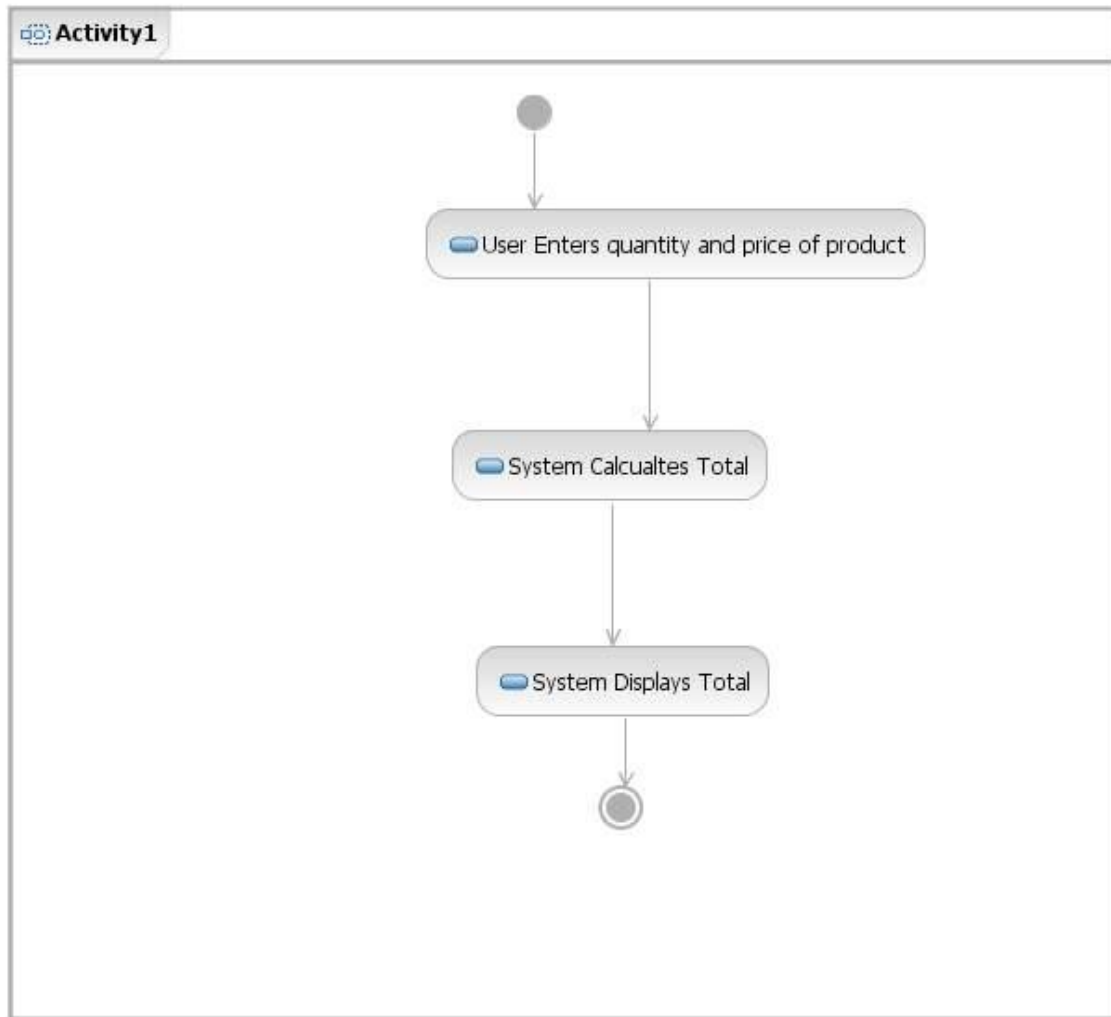 Activity1
User Enters quantity and price of product
System Calcualtes Total
System Displays Total